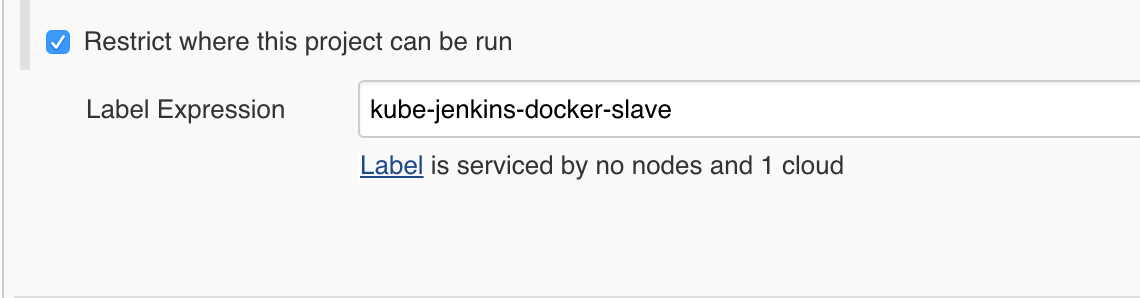 Restrict where this project can be run
Label Expression kube-jenkins-docker-slave
Label is serviced by no nodes and 1 cloud